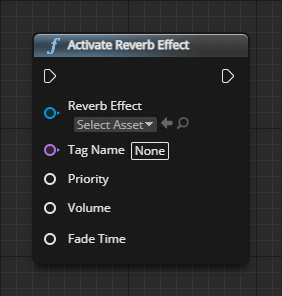 Activate Reverb Effect
Reverb Effect
Select Asset
Tag Name None
Priority
Volume
Fade Time